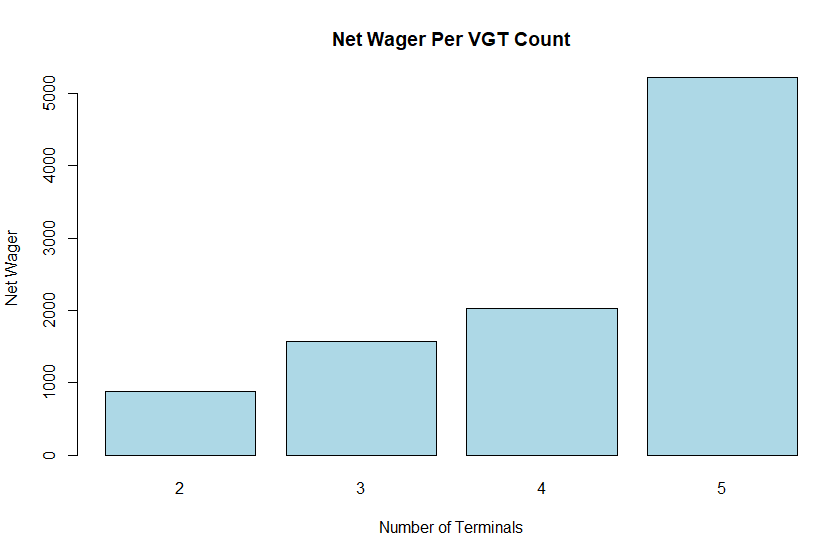 Net Wager Per VGT Count
Net Wager
5000
4000
3000
2000
1000
0
2 3 4 5
Number of Terminals